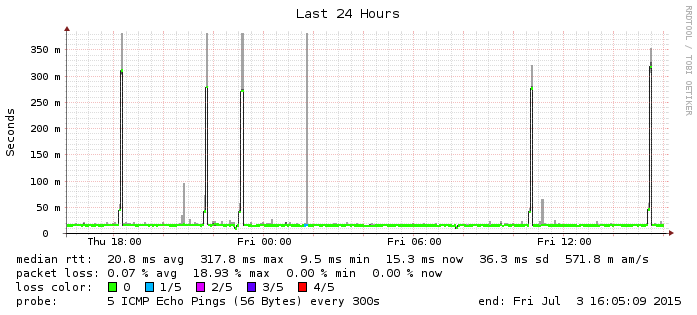 Last 24 Hours
RRDTOOL / TOBI OETIKER
Seconds
350 m
300 m
250 m
200 m
150 m
100 m
50 m
0
Thu 18:00 Fri 00:00 Fri 06:00 Fri 12:00
median rtt: 20.8 ms avg 317.8 ms max 9.5 ms min 15.3 ms now 36.3 ms sd 571.8 m am/s
packet loss: 0.07 % avg 18.93 % max 0.00 % min 0.00 % now
loss color: 0 1/5 2/5 3/5 4/5
probe: 5 ICMP Echo Pings (56 Bytes) every 300s end: Fri Jul 3 16:05:09 2015